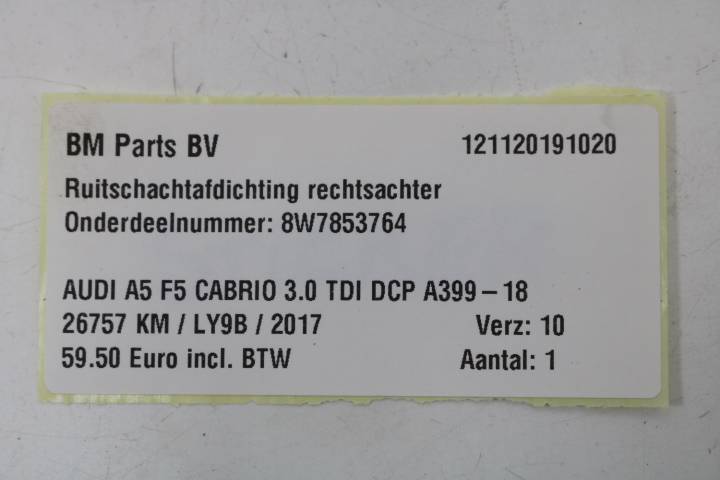 BM Parts BV 121120191020
Ruitschachtafdichting rechtsachter
Onderdeelnummer: 8W7853764
AUDI A5 F5 CABRIO 3.0 TDI DCP A399-18
26757 KM / LY9B / 2017 Verz: 10
59.50 Euro incl. BTW Aantal: 1